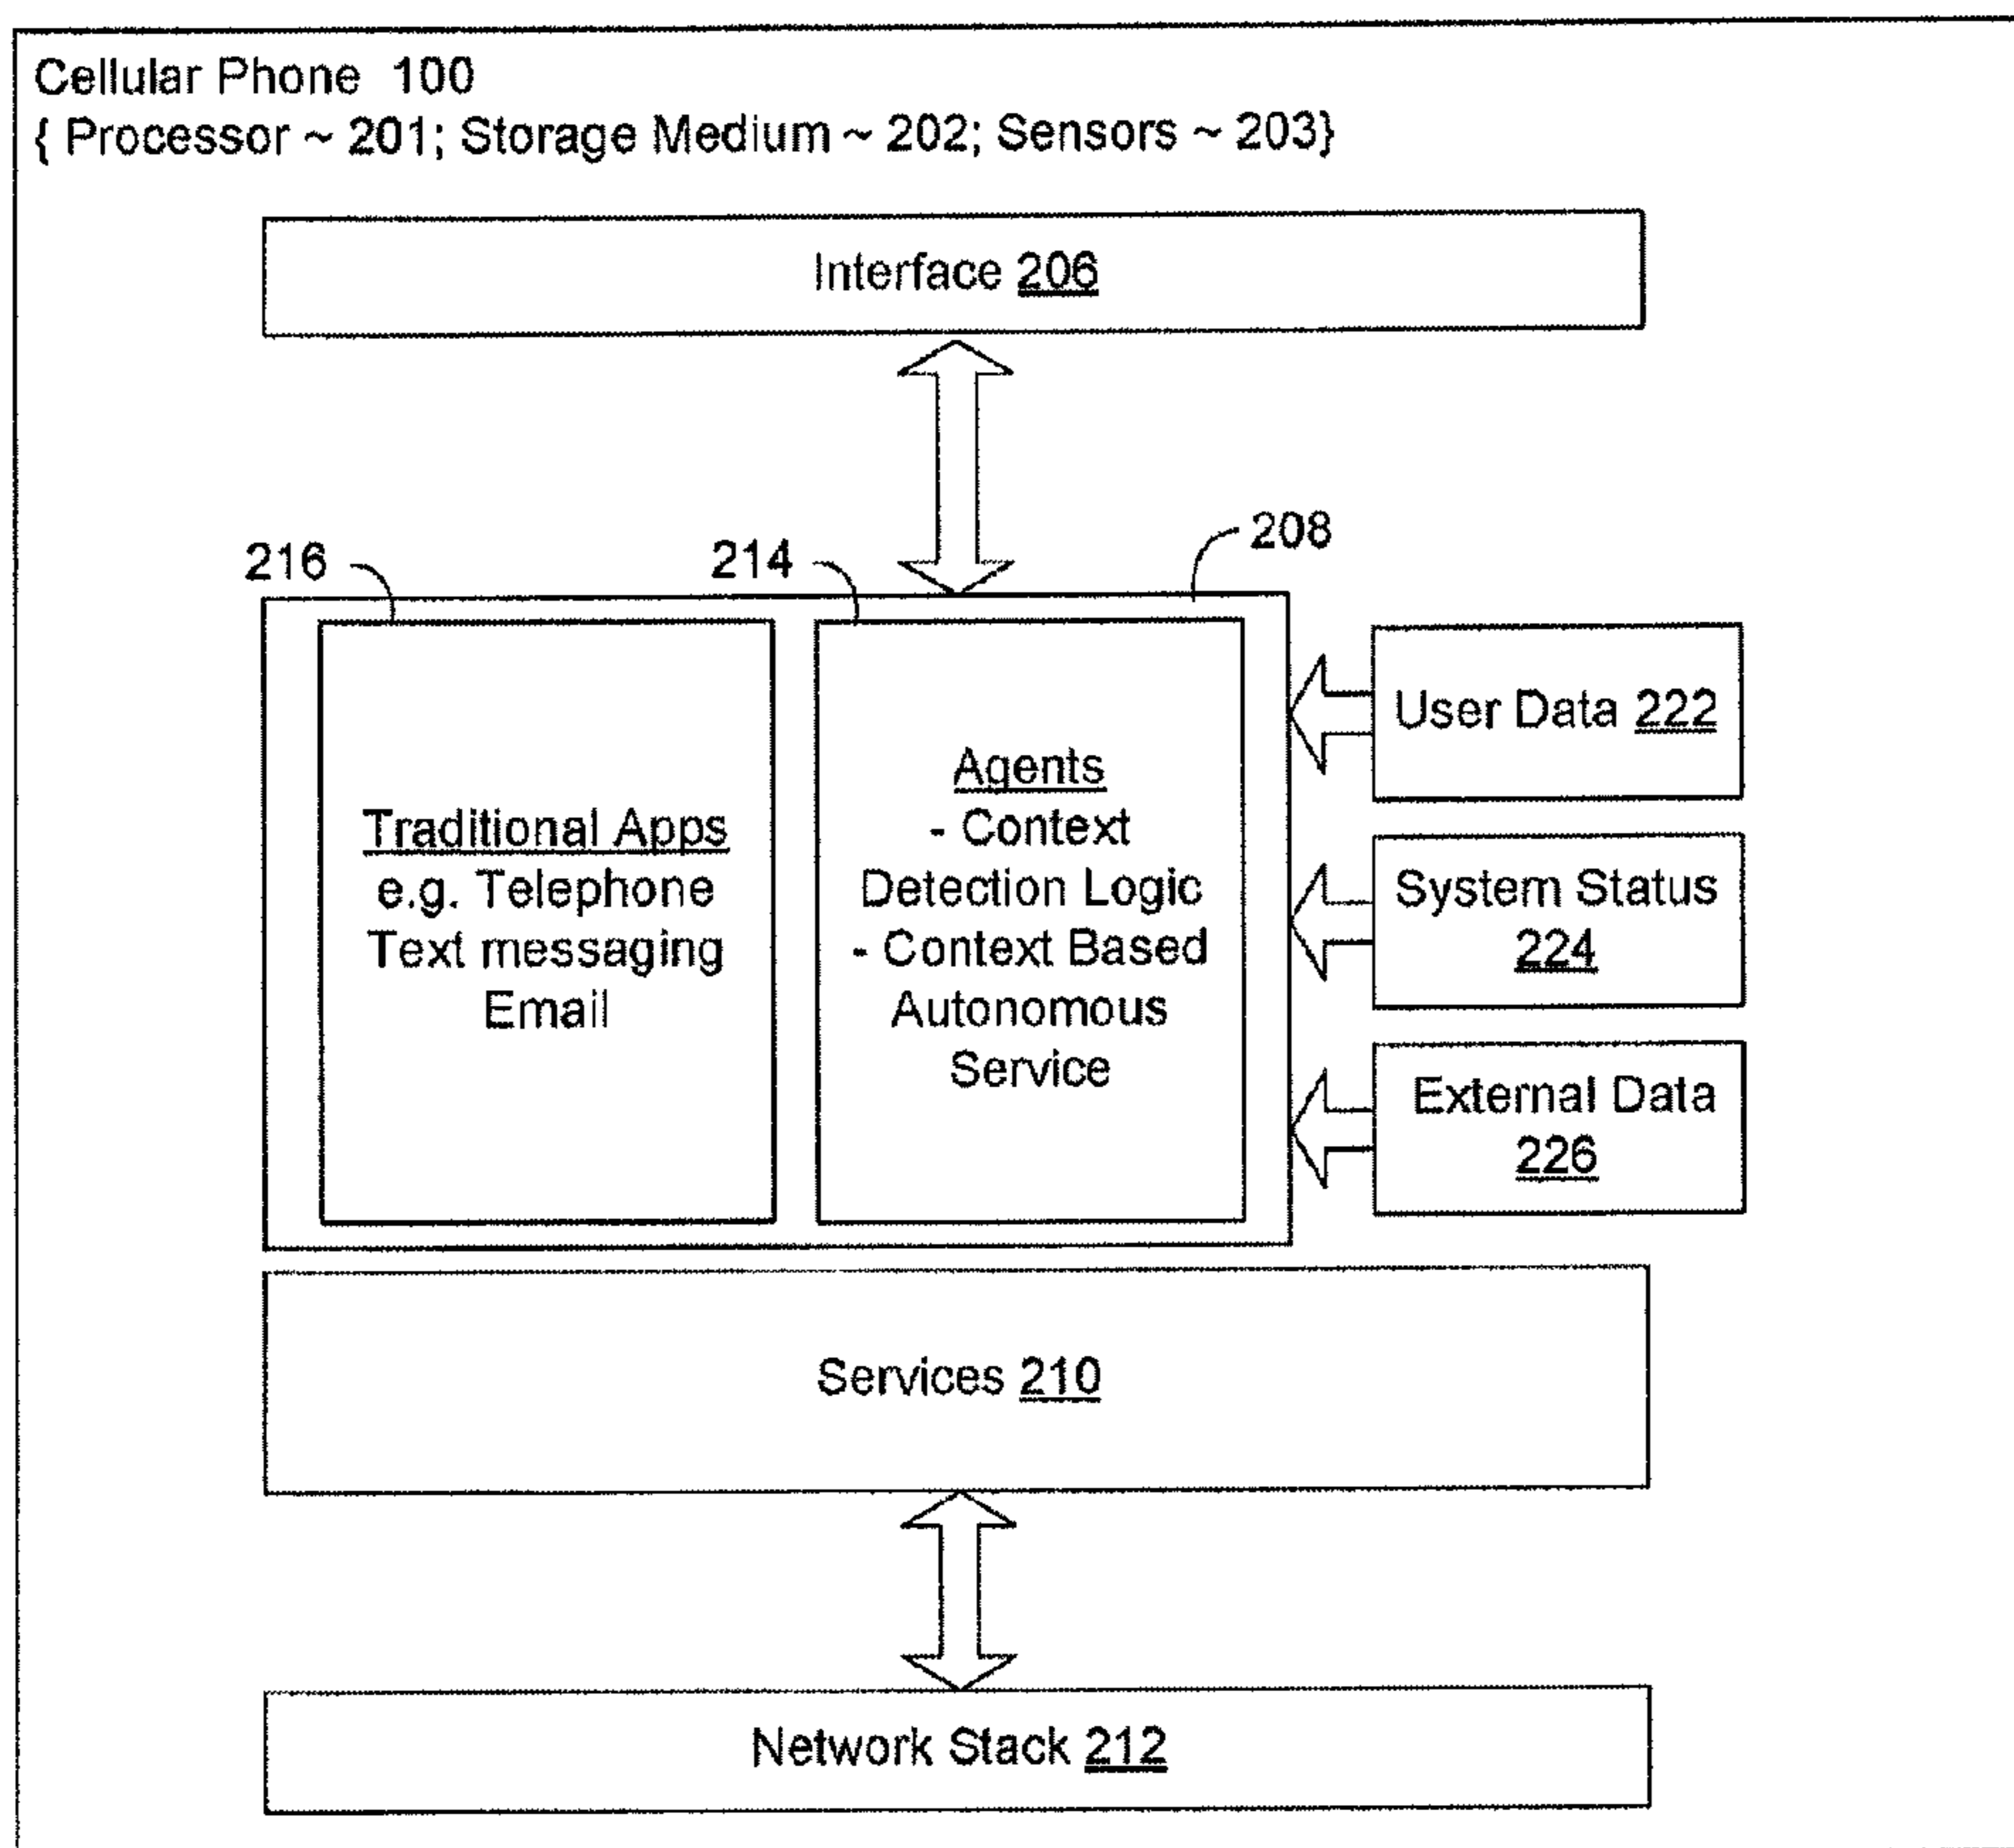 Cellular Phone 100
{ Processor ~ 201; Storage Medium ~ 202; Sensors ~ 203}
Interface 206
216
214
208
Traditional Apps
e.g. Telephone
Text messaging
Email
Agents
- Context
Detection Logic
- Context Based
Autonomous
Service
User Data 222
System Status
224
External Data
226
Services 210
Network Stack 212